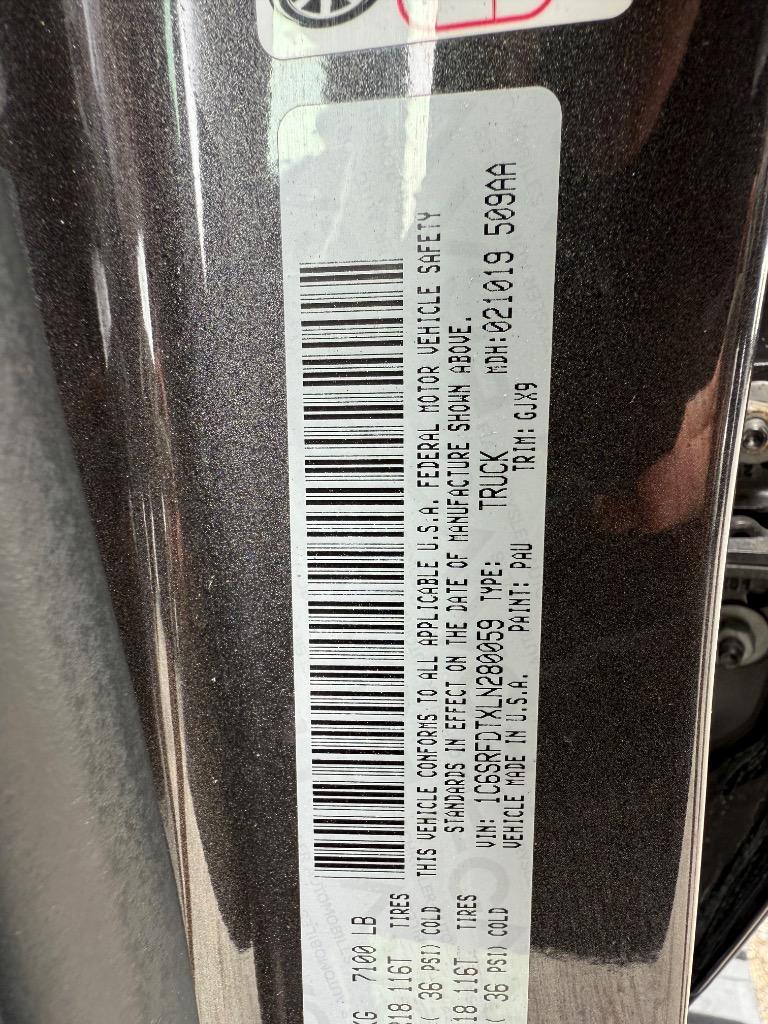 KG 7100 LB
218 116T TIRES
( 36 PSI) COLD
18 116T TIRES
( 36 PSI) COLD
THIS VEHICLE CONFORMS TO ALL APPLICABLE U.S.A. FEDERAL MOTOR VEHICLE SAFETY
STANDARDS IN EFFECT ON THE DATE OF MANUFACTURE SHOWN ABOVE.
VIN: 1C6SRFDTXLN280059 TYPE: TRUCK MDH:021019 509AA
VEHICLE MADE IN U.S.A. PAINT: PAU TRIM: GJX9